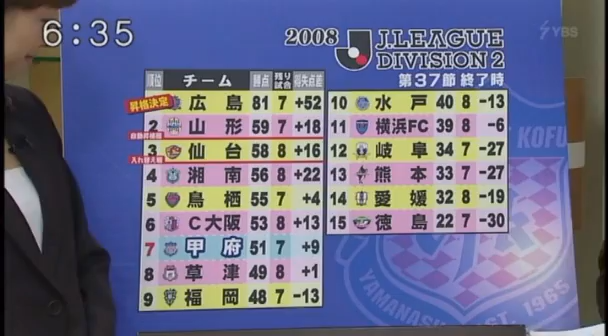 6:35
YBS
2008 J.LEAGUE DIVISION 2
第37節 終了時
順位 チーム 勝点 残り試合 得失点差
昇格決定 広島 81 7 +52
2 山形 59 7 +18
自動昇格圏
3 仙台 58 8 +16
入れ替え戦
4 湘南 56 8 +22
5 鳥栖 55 7 +4
6 C大阪 53 8 +13
7 甲府 51 7 +9
8 草津 49 8 +1
9 福岡 48 7 -13
10 水戸 40 8 -13
11 横浜FC 39 8 -6
12 岐阜 34 7 -27
13 熊本 33 7 -27
14 愛媛 32 8 -19
15 徳島 22 7 -30
KOFU
YAMANASHI
EST. 1965